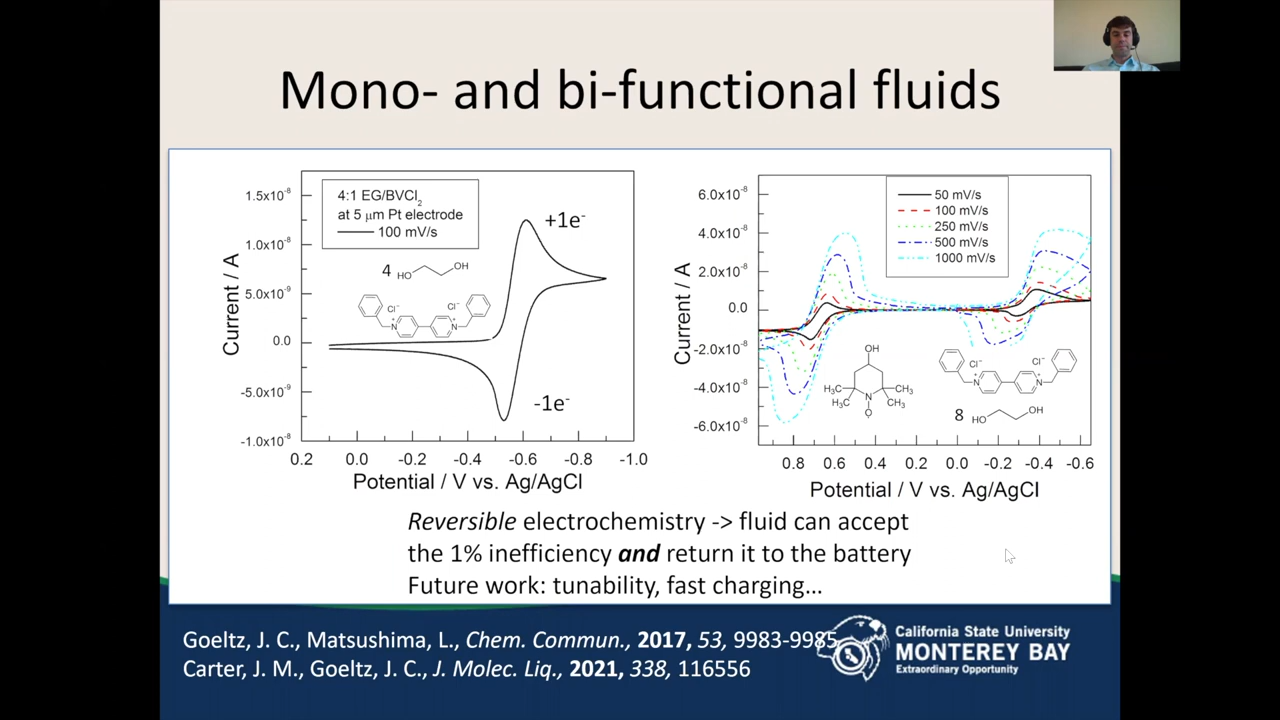 Mono- and bi-functional fluids
4:1 EG/BVCl₂
at 5 μm Pt electrode
100 mV/s
+1e⁻
-1e⁻
4
HO
OH
Cl⁻
Cl⁻
N⁺
N⁺
1.5x10⁻⁸
1.0x10⁻⁸
5.0x10⁻⁹
0.0
-5.0x10⁻⁹
-1.0x10⁻⁸
Current / A
0.2 0.0 -0.2 -0.4 -0.6 -0.8 -1.0
Potential / V vs. Ag/AgCl
50 mV/s
100 mV/s
250 mV/s
500 mV/s
1000 mV/s
6.0x10⁻⁸
4.0x10⁻⁸
2.0x10⁻⁸
0.0
-2.0x10⁻⁸
-4.0x10⁻⁸
-6.0x10⁻⁸
Current / A
OH
H₃C CH₃
H₃C N CH₃
O
Cl⁻
Cl⁻
N⁺
N⁺
8
HO
OH
0.8 0.6 0.4 0.2 0.0 -0.2 -0.4 -0.6
Potential / V vs. Ag/AgCl
Reversible electrochemistry -> fluid can accept
the 1% inefficiency and return it to the battery
Future work: tunability, fast charging...
Goeltz, J. C., Matsushima, L., Chem. Commun., 2017, 53, 9983-9985
Carter, J. M., Goeltz, J. C., J. Molec. Liq., 2021, 338, 116556
California State University
MONTEREY BAY
Extraordinary Opportunity